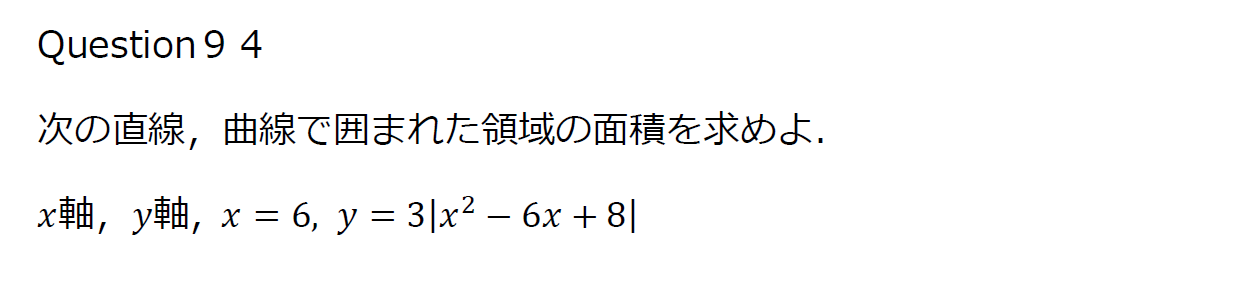 Question９４
次の直線，曲線で囲まれた領域の面積を求めよ．
x軸，y軸, x = 6, y = 3|x² − 6x + 8|